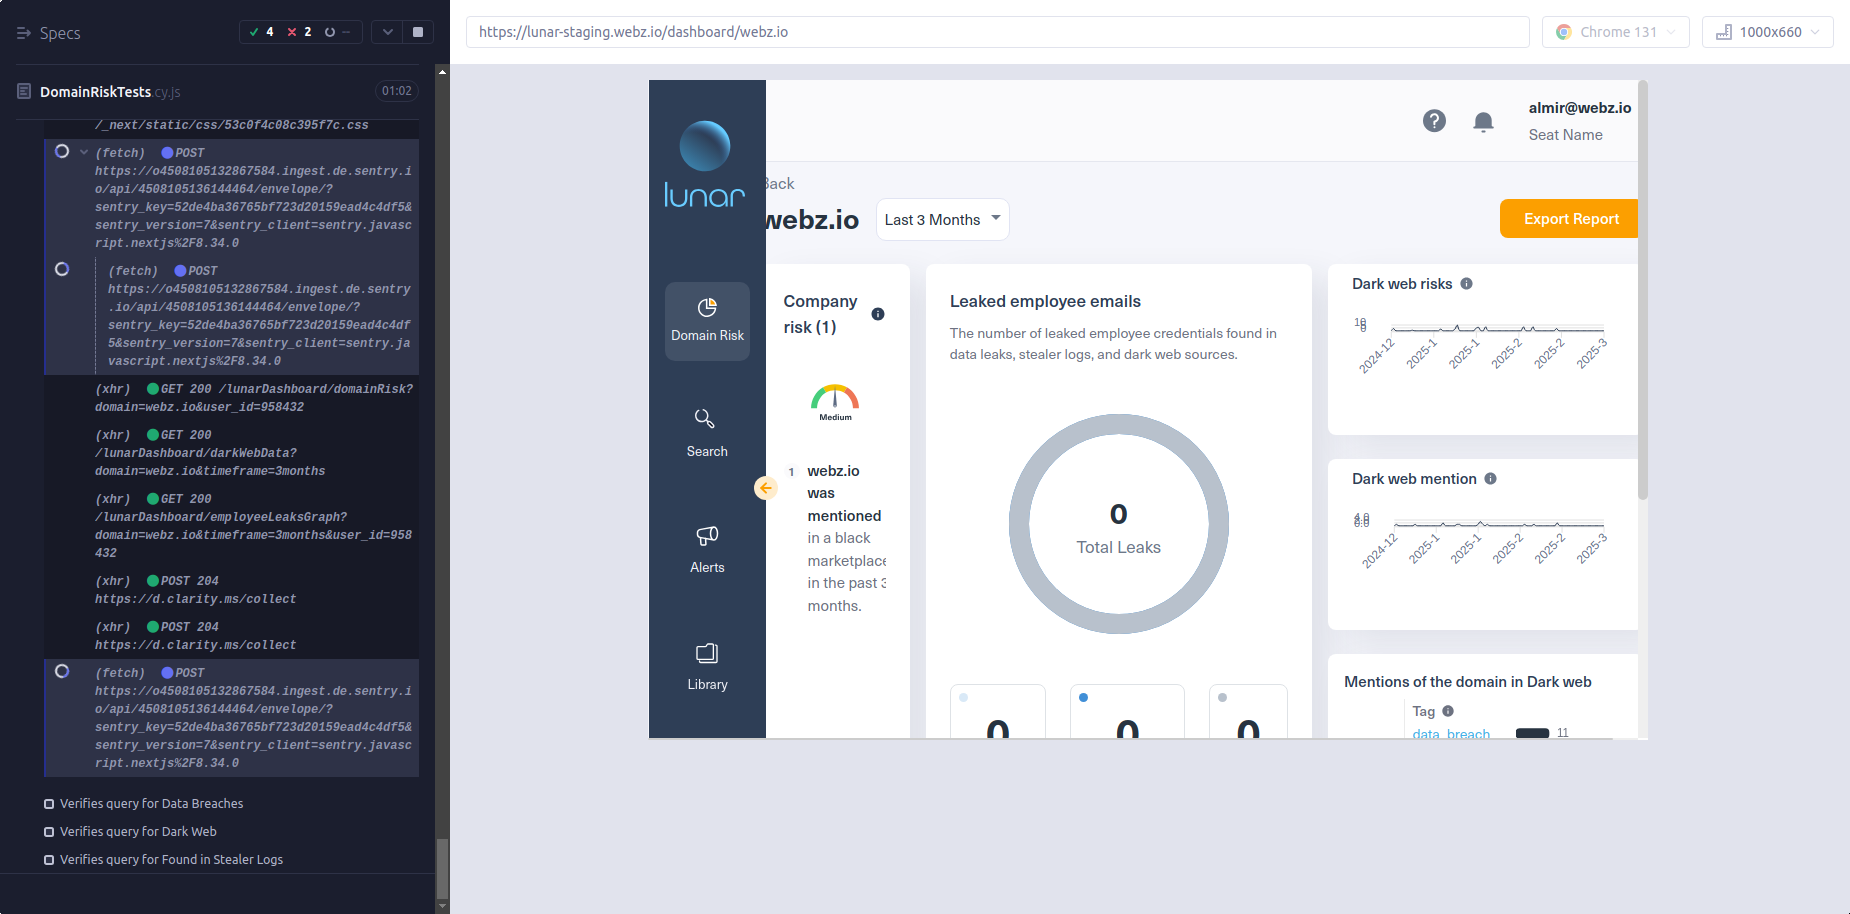 Specs
4 2 --
DomainRiskTests.cy.js
01:02
/_next/static/css/53c0f4c08c395f7c.css
(fetch) POST
https://o4508105132867584.ingest.de.sentry.i
o/api/4508105136144464/envelope/?
sentry_key=52de4ba36765bf723d20159ead4c4df5&
sentry_version=7&sentry_client=sentry.javasc
ript.nextjs%2F8.34.0
(fetch) POST
https://o4508105132867584.ingest.de.sentry
.io/api/4508105136144464/envelope/?
sentry_key=52de4ba36765bf723d20159ead4c4df
5&sentry_version=7&sentry_client=sentry.ja
vascript.nextjs%2F8.34.0
(xhr) GET 200 /lunarDashboard/domainRisk?
domain=webz.io&user_id=958432
(xhr) GET 200
/lunarDashboard/darkWebData?
domain=webz.io&timeframe=3months
(xhr) GET 200
/lunarDashboard/employeeLeaksGraph?
domain=webz.io&timeframe=3months&user_id=958
432
(xhr) POST 204
https://d.clarity.ms/collect
(xhr) POST 204
https://d.clarity.ms/collect
(fetch) POST
https://o4508105132867584.ingest.de.sentry.i
o/api/4508105136144464/envelope/?
sentry_key=52de4ba36765bf723d20159ead4c4df5&
sentry_version=7&sentry_client=sentry.javasc
ript.nextjs%2F8.34.0
Verifies query for Data Breaches
Verifies query for Dark Web
Verifies query for Found in Stealer Logs
https://lunar-staging.webz.io/dashboard/webz.io
Chrome 131
1000x660
lunar
Domain Risk
Search
Alerts
Library
?
almir@webz.io
Seat Name
Back
webz.io
Last 3 Months
Export Report
Company
risk (1)
Medium
1 webz.io
was
mentioned
in a black
marketplace
in the past 3
months.
Leaked employee emails
The number of leaked employee credentials found in
data leaks, stealer logs, and dark web sources.
0
Total Leaks
0
0
0
Dark web risks
10
0
2024-12
2025-1
2025-1
2025-2
2025-2
2025-3
Dark web mention
4.0
0.0
2024-12
2025-1
2025-1
2025-2
2025-2
2025-3
Mentions of the domain in Dark web
Tag
data_breach
11